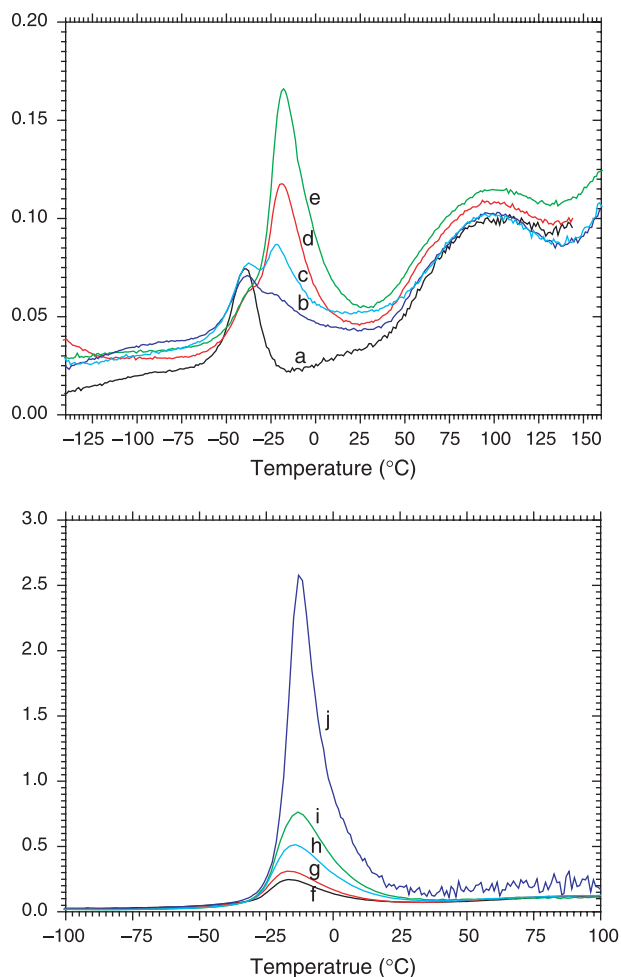 0.20
0.15
0.10
0.05
0.00
e
d
c
b
a
−125 −100 −75 −50 −25 0 25 50 75 100 125 150
Temperature (°C)
3.0
2.5
2.0
1.5
1.0
0.5
0.0
j
i
h
g
f
−100 −75 −50 −25 0 25 50 75 100
Temperatrue (°C)